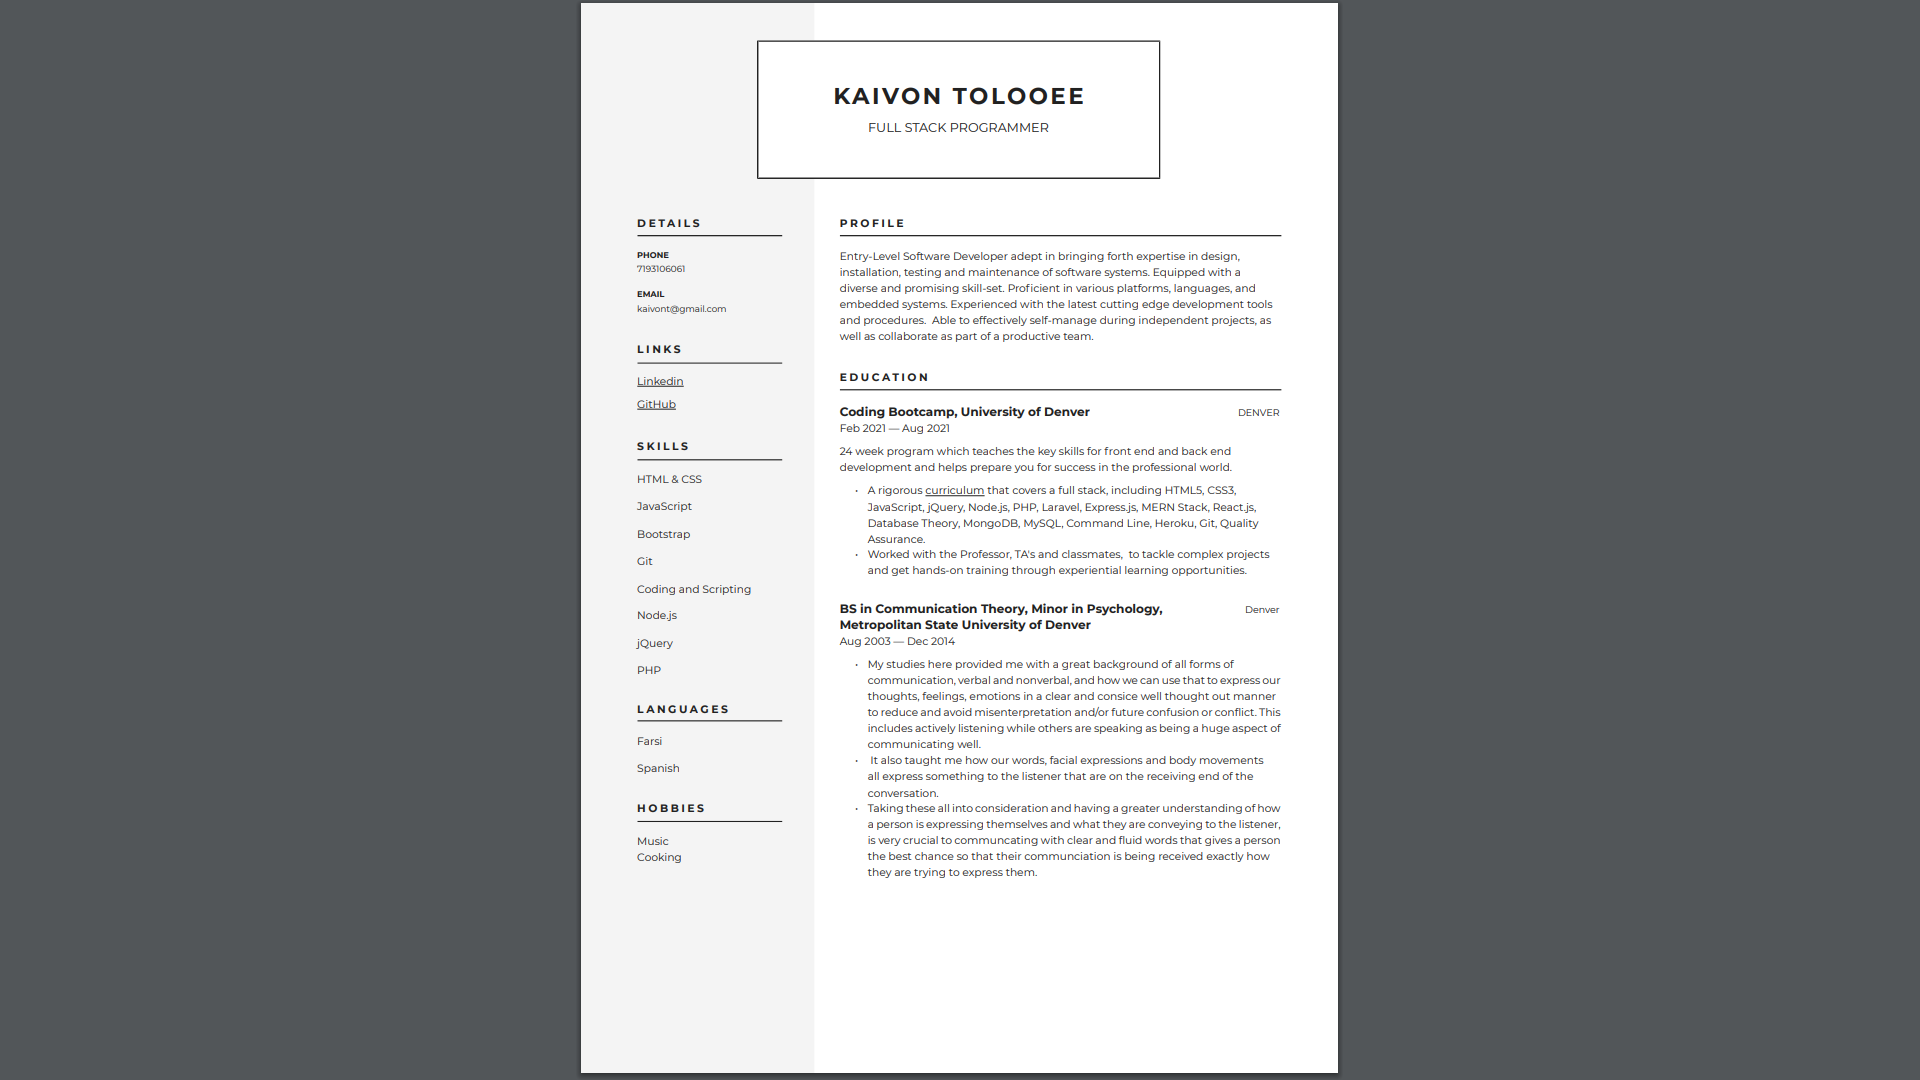 KAIVON TOLOOEE
FULL STACK PROGRAMMER
DETAILS
PHONE
7193106061
EMAIL
kaivont@gmail.com
LINKS
Linkedin
GitHub
SKILLS
HTML & CSS
JavaScript
Bootstrap
Git
Coding and Scripting
Node.js
jQuery
PHP
LANGUAGES
Farsi
Spanish
HOBBIES
Music
Cooking
PROFILE
Entry-Level Software Developer adept in bringing forth expertise in design,
installation, testing and maintenance of software systems. Equipped with a
diverse and promising skill-set. Proficient in various platforms, languages, and
embedded systems. Experienced with the latest cutting edge development tools
and procedures.  Able to effectively self-manage during independent projects, as
well as collaborate as part of a productive team.
EDUCATION
Coding Bootcamp, University of Denver DENVER
Feb 2021 — Aug 2021
24 week program which teaches the key skills for front end and back end
development and helps prepare you for success in the professional world.
• A rigorous curriculum that covers a full stack, including HTML5, CSS3,
JavaScript, jQuery, Node.js, PHP, Laravel, Express.js, MERN Stack, React.js,
Database Theory, MongoDB, MySQL, Command Line, Heroku, Git, Quality
Assurance.
• Worked with the Professor, TA's and classmates,  to tackle complex projects
and get hands-on training through experiential learning opportunities.
BS in Communication Theory, Minor in Psychology, Denver
Metropolitan State University of Denver
Aug 2003 — Dec 2014
• My studies here provided me with a great background of all forms of
communication, verbal and nonverbal, and how we can use that to express our
thoughts, feelings, emotions in a clear and consice well thought out manner
to reduce and avoid misenterpretation and/or future confusion or conflict. This
includes actively listening while others are speaking as being a huge aspect of
communicating well.
• It also taught me how our words, facial expressions and body movements
all express something to the listener that are on the receiving end of the
conversation.
• Taking these all into consideration and having a greater understanding of how
a person is expressing themselves and what they are conveying to the listener,
is very crucial to communcating with clear and fluid words that gives a person
the best chance so that their communciation is being received exactly how
they are trying to express them.